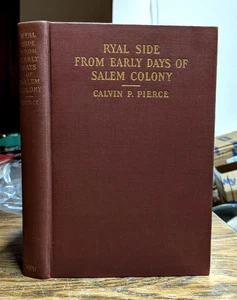 RYAL SIDE
FROM EARLY DAYS OF
SALEM COLONY
CALVIN P. PIERCE
RYAL SIDE
FROM EARLY
DAYS OF
SALEM
COLONY
PIERCE